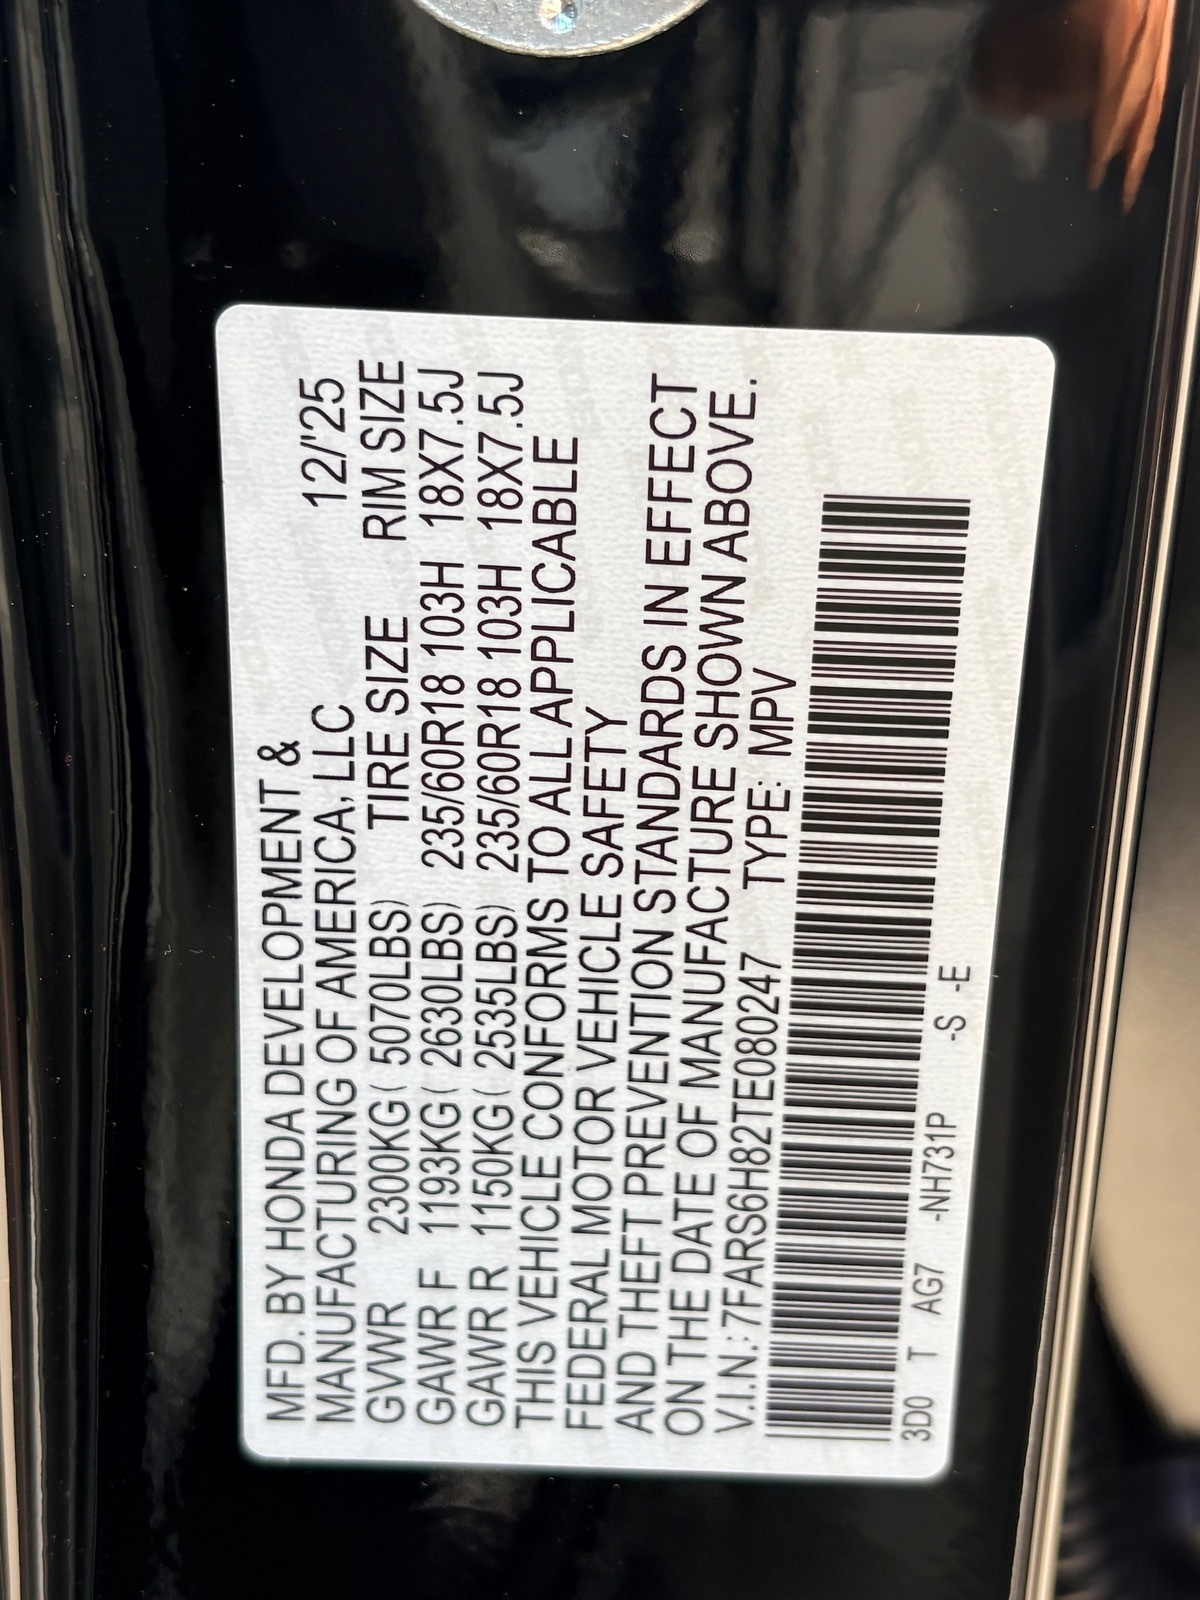 MFD. BY HONDA DEVELOPMENT &
MANUFACTURING OF AMERICA, LLC 12/'25
GVWR 2300KG ( 5070LBS) TIRE SIZE RIM SIZE
GAWR F 1193KG ( 2630LBS) 235/60R18 103H 18X7.5J
GAWR R 1150KG ( 2535LBS) 235/60R18 103H 18X7.5J
THIS VEHICLE CONFORMS TO ALL APPLICABLE
FEDERAL MOTOR VEHICLE SAFETY
AND THEFT PREVENTION STANDARDS IN EFFECT
ON THE DATE OF MANUFACTURE SHOWN ABOVE.
V.I.N.: 7FARS6H82TE080247 TYPE: MPV
3D0 T AG7 -NH731P -S -E